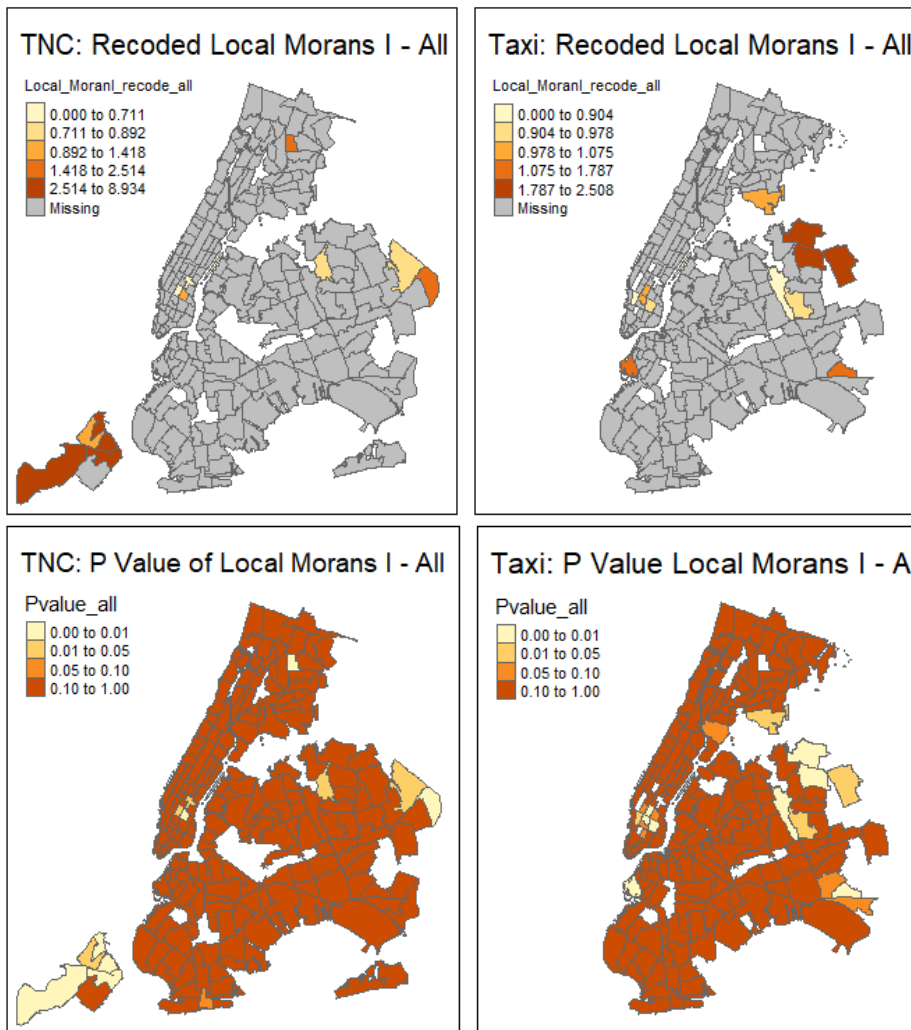 TNC: Recoded Local Morans I - All
Local_MoranI_recode_all
0.000 to 0.711
0.711 to 0.892
0.892 to 1.418
1.418 to 2.514
2.514 to 8.934
Missing
Taxi: Recoded Local Morans I - All
Local_MoranI_recode_all
0.000 to 0.904
0.904 to 0.978
0.978 to 1.075
1.075 to 1.787
1.787 to 2.508
Missing
TNC: P Value of Local Morans I - All
Pvalue_all
0.00 to 0.01
0.01 to 0.05
0.05 to 0.10
0.10 to 1.00
Taxi: P Value Local Morans I - A
Pvalue_all
0.00 to 0.01
0.01 to 0.05
0.05 to 0.10
0.10 to 1.00